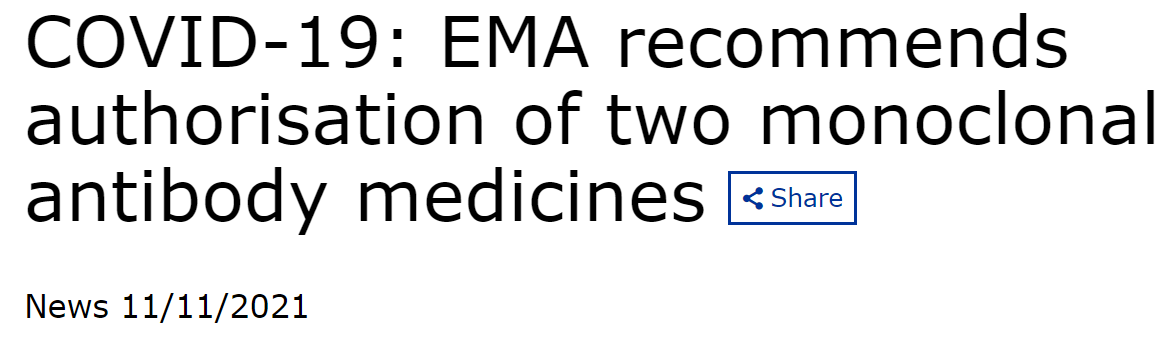 COVID-19: EMA recommends
authorisation of two monoclonal
antibody medicines Share
News 11/11/2021